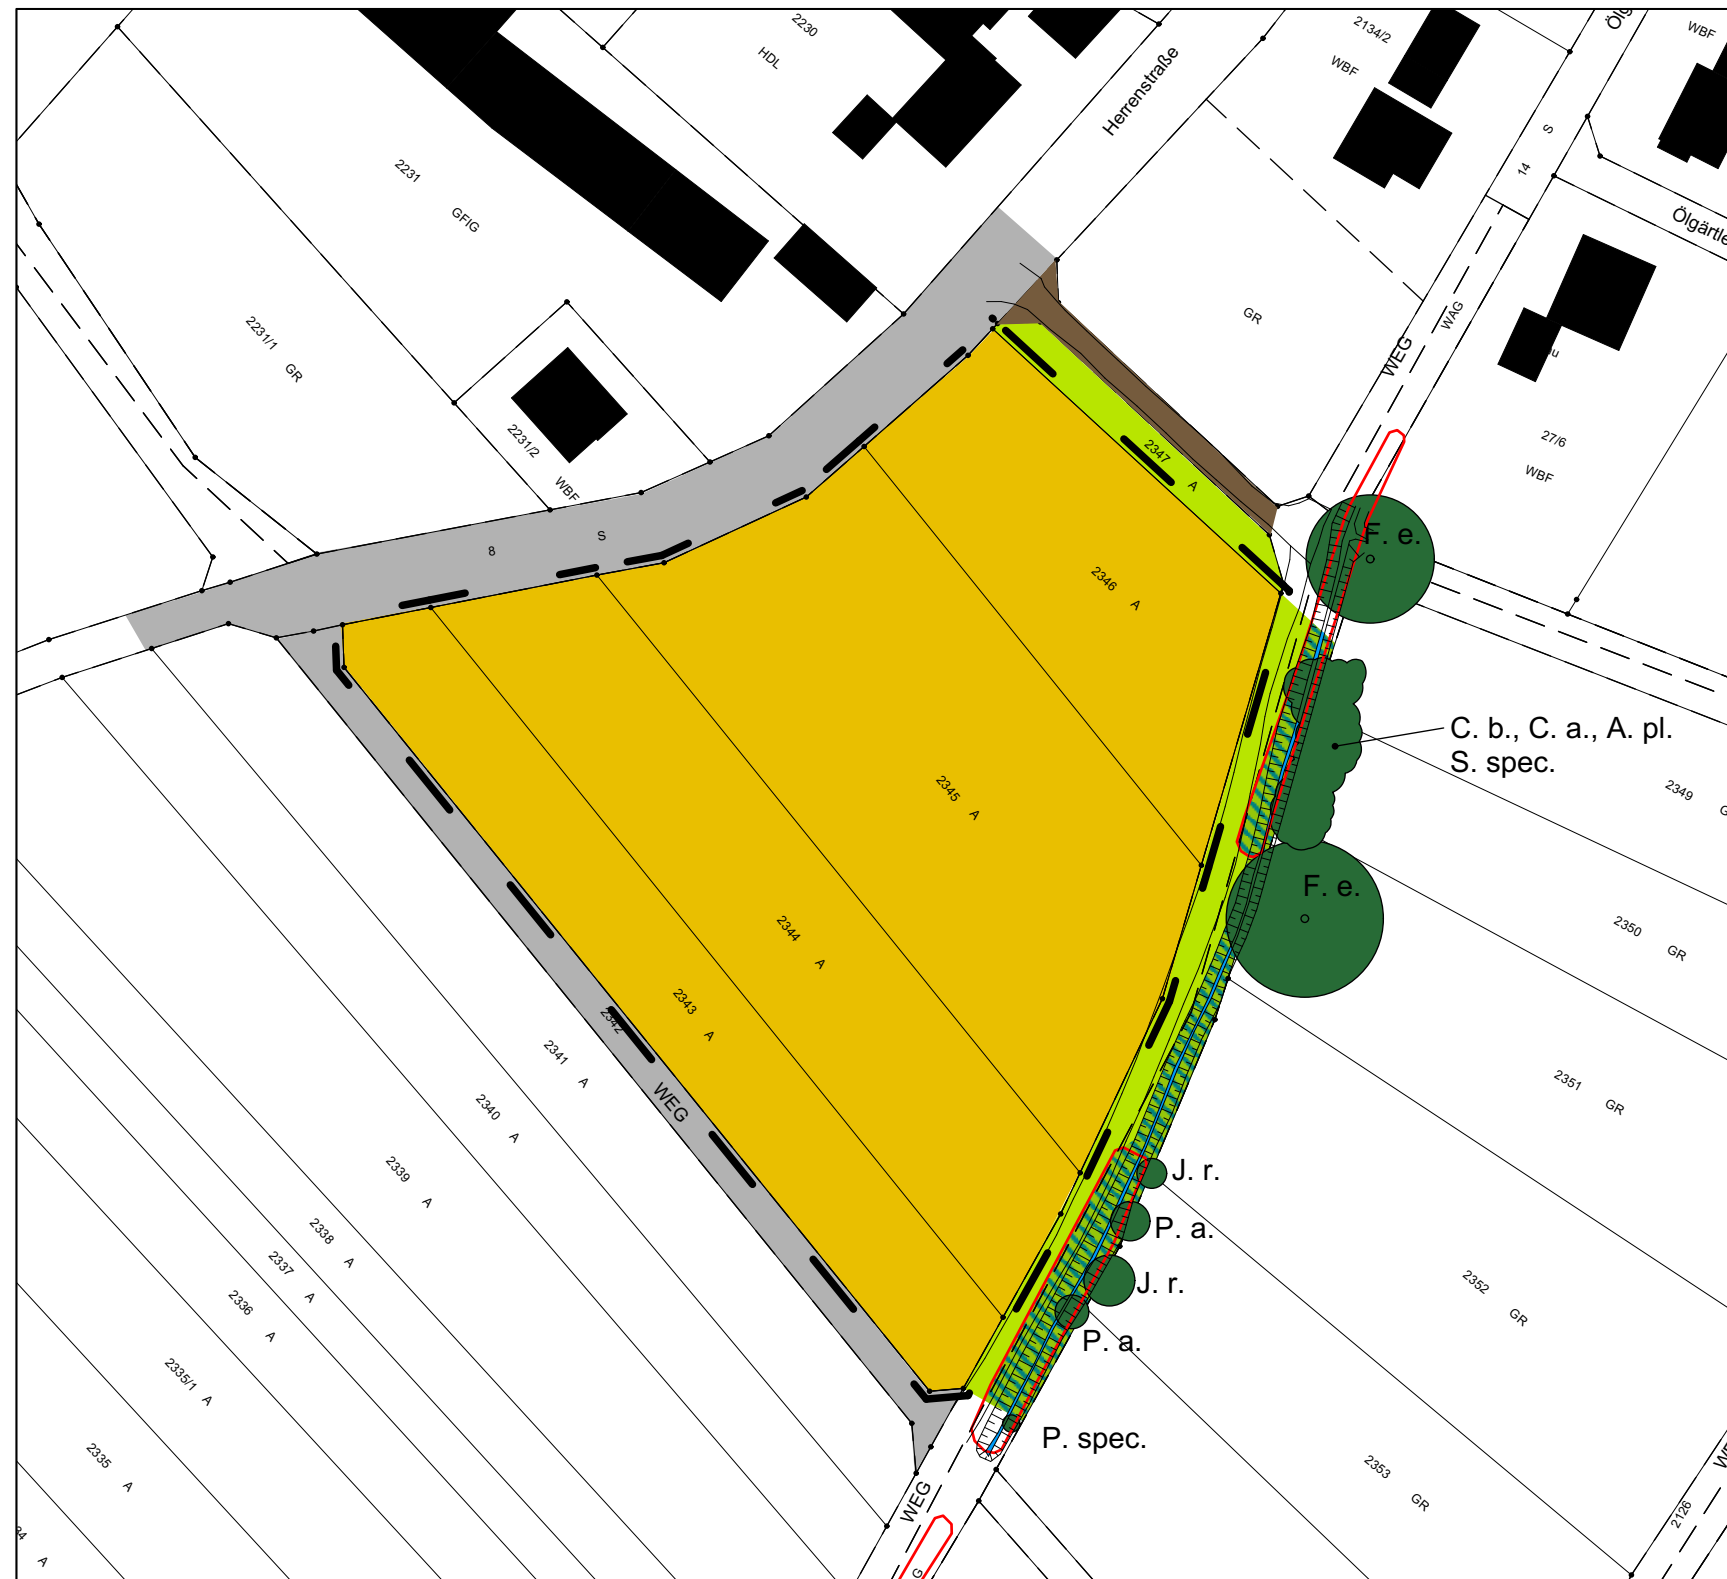 2230
HDL
Herrenstraße
2134/2
WBF
WBF
S
14
Ölgärtle
2231
GFIG
2231/1
GR
2231/2
WBF
GR
WEG
WAG
27/6
WBF
8
S
2347
A
F. e.
2346
A
C. b., C. a., A. pl.
S. spec.
2345
A
2349
F. e.
2344
A
2350
GR
2343
A
2342
2341
A
WEG
2340
A
2351
GR
2339
A
J. r.
P. a.
2338
A
2337
A
J. r.
2352
GR
2336
A
P. a.
2335/1
A
P. spec.
2335
A
2353
GR
WEG
2126
A
G